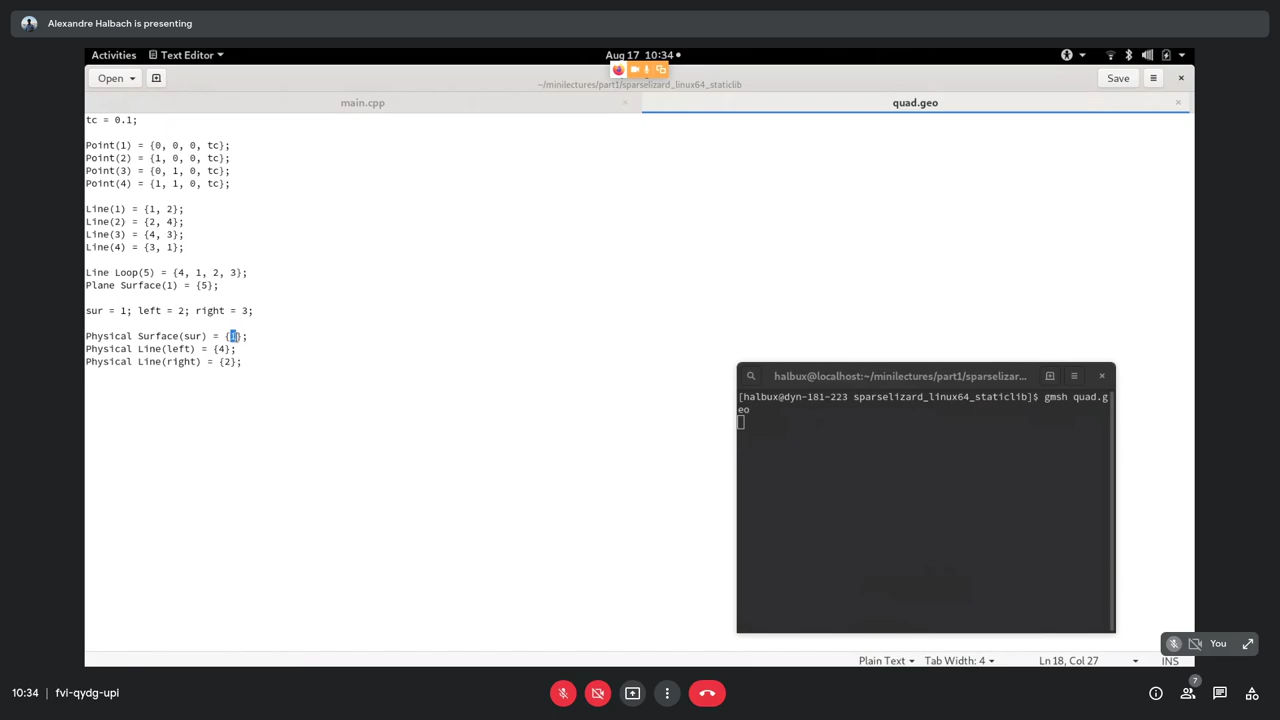 Alexandre Halbach is presenting
Activities Text Editor Aug 17 10:34
Open ~/minilectures/part1/sparselizard_linux64_staticlib Save
main.cpp quad.geo
tc = 0.1;
Point(1) = {0, 0, 0, tc};
Point(2) = {1, 0, 0, tc};
Point(3) = {0, 1, 0, tc};
Point(4) = {1, 1, 0, tc};
Line(1) = {1, 2};
Line(2) = {2, 4};
Line(3) = {4, 3};
Line(4) = {3, 1};
Line Loop(5) = {4, 1, 2, 3};
Plane Surface(1) = {5};
sur = 1; left = 2; right = 3;
Physical Surface(sur) = {1};
Physical Line(left) = {4};
Physical Line(right) = {2};
halbux@localhost:~/minilectures/part1/sparselizar...
[halbux@dyn-181-223 sparselizard_linux64_staticlib]$ gmsh quad.g
eo
You
Plain Text Tab Width: 4 Ln 18, Col 27 INS
10:34 fvi-qydg-upi 7